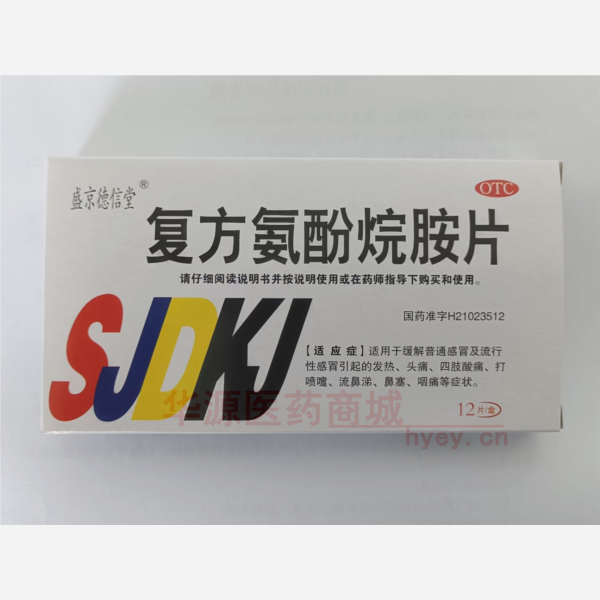 盛京德信堂®
OTC
复方氨酚烷胺片
请仔细阅读说明书并按说明使用或在药师指导下购买和使用。
国药准字H21023512
SJDKJ
【适应症】适用于缓解普通感冒及流行
性感冒引起的发热、头痛、四肢酸痛、打
喷嚏、流鼻涕、鼻塞、咽痛等症状。
华源医药商城
12片/盒
hyey.cn